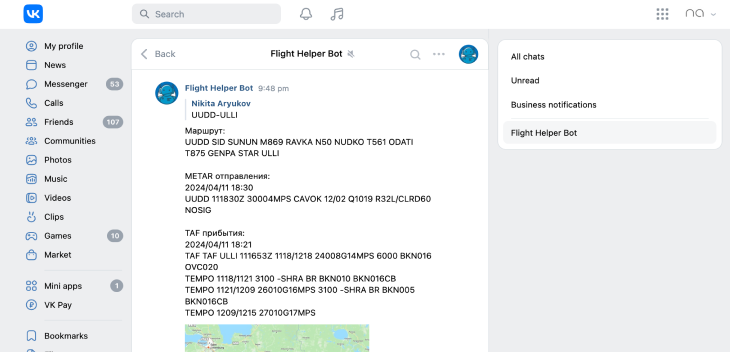 VK
Search
na
My profile
News
Messenger 53
Calls
Friends 107
Communities
Photos
Music
Videos
Clips
Games 10
Market
Mini apps 1
VK Pay
Bookmarks
Back
Flight Helper Bot
Flight Helper Bot 9:48 pm
Nikita Aryukov
UUDD-ULLI
Маршрут:
UUDD SID SUNUN M869 RAVKA N50 NUDKO T561 ODATI
T875 GENPA STAR ULLI
METAR отправления:
2024/04/11 18:30
UUDD 111830Z 30004MPS CAVOK 12/02 Q1019 R32L/CLRD60
NOSIG
TAF прибытия:
2024/04/11 18:21
TAF TAF ULLI 111653Z 1118/1218 24008G14MPS 6000 BKN016
OVC020
TEMPO 1118/1121 3100 -SHRA BR BKN010 BKN016CB
TEMPO 1121/1209 26010G16MPS 3100 -SHRA BR BKN005
BKN016CB
TEMPO 1209/1215 27010G17MPS
All chats
Unread
Business notifications
Flight Helper Bot